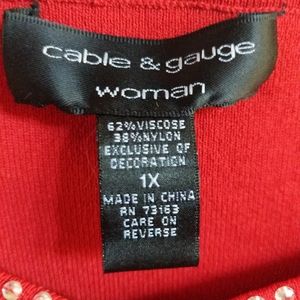 cable & gauge
woman
62%VISCOSE
38%NYLON
EXCLUSIVE OF
DECORATION
1X
MADE IN CHINA
RN 73163
CARE ON
REVERSE